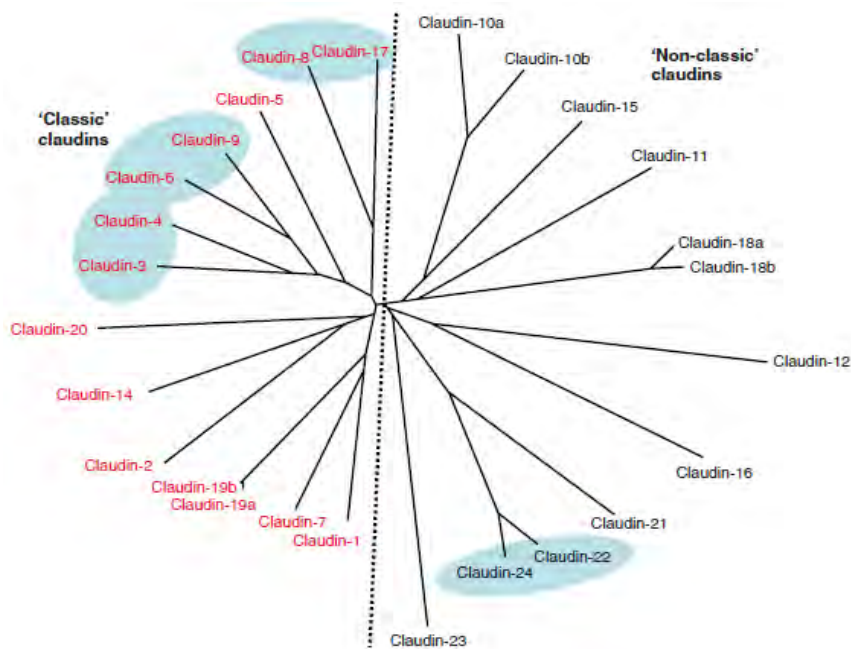 Claudin-10a
Claudin-8
Claudin-17
'Non-classic'
claudins
Claudin-10b
Claudin-5
Claudin-15
'Classic'
claudins
Claudin-9
Claudin-11
Claudin-6
Claudin-4
Claudin-18a
Claudin-3
Claudin-18b
Claudin-20
Claudin-12
Claudin-14
Claudin-2
Claudin-16
Claudin-19b
Claudin-19a
Claudin-7
Claudin-21
Claudin-1
Claudin-22
Claudin-24
Claudin-23